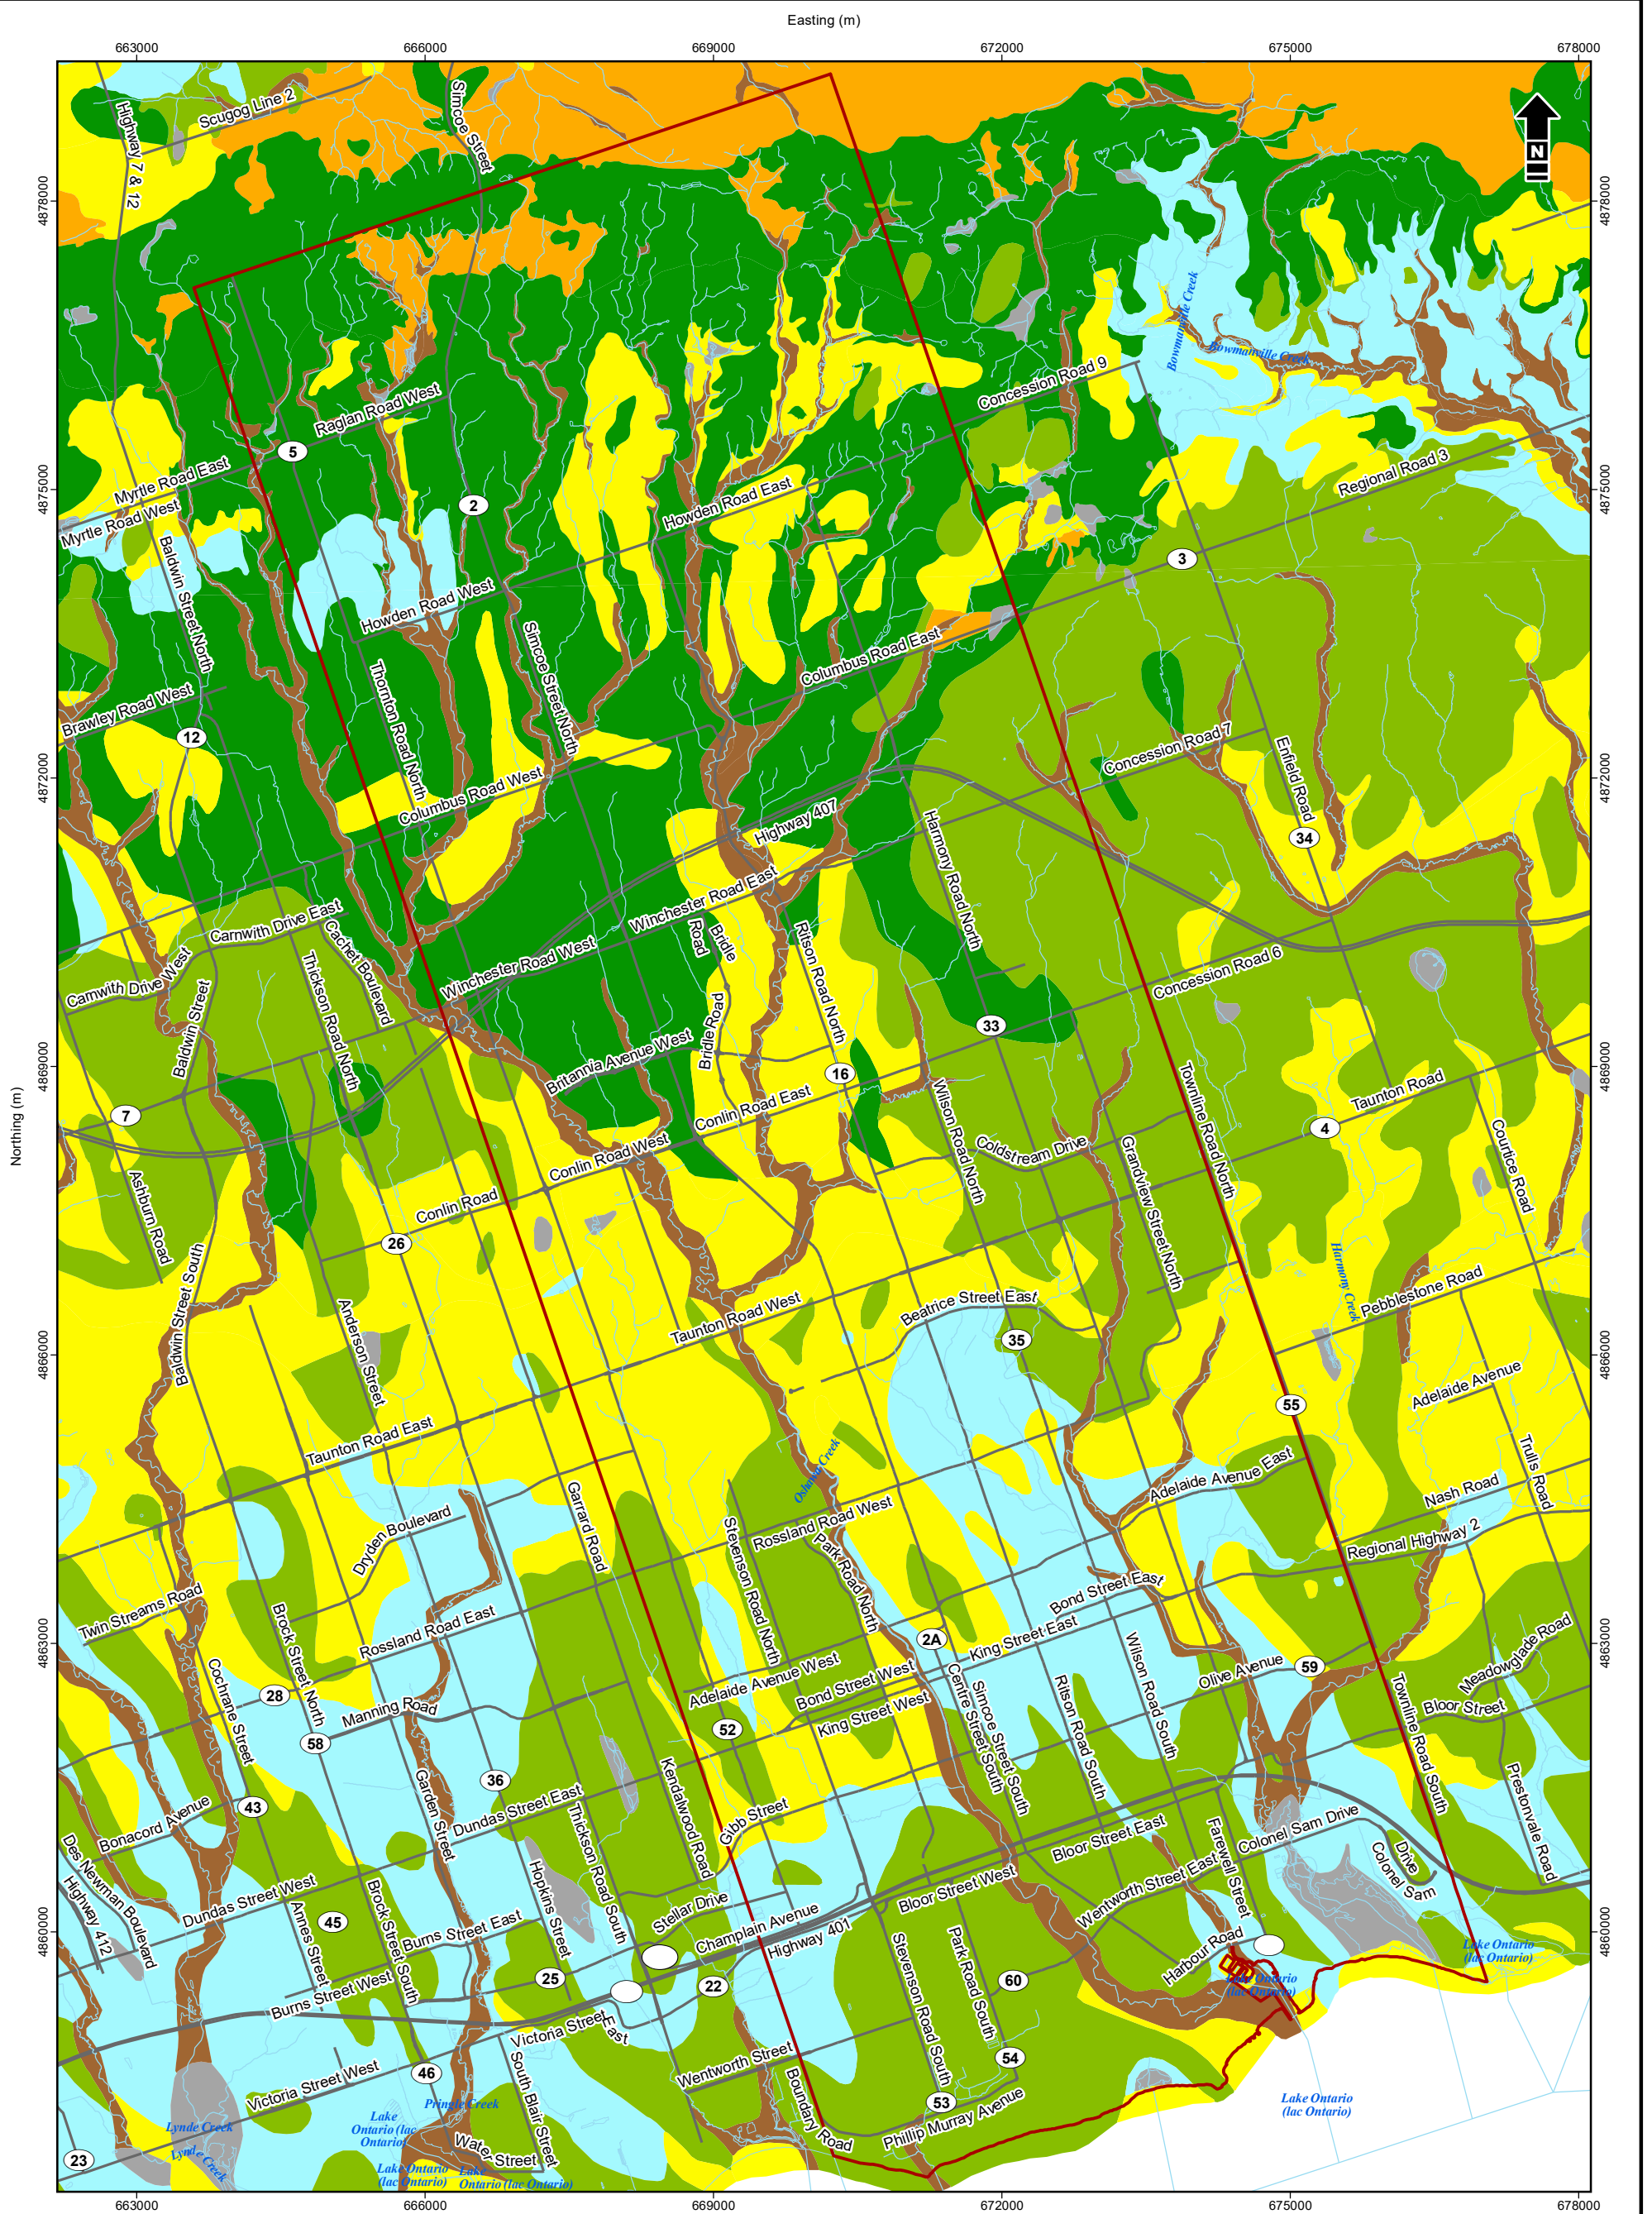 Easting (m)
663000
666000
669000
672000
675000
678000
Scugog Line 2
Highway 7 & 12
Simcoe Street
N
4878000
4878000
Bowmanville Creek
Bowmanville Creek
Concession Road 9
Raglan Road West
5
Myrtle Road East
Myrtle Road West
2
Howden Road East
Regional Road 3
4875000
4875000
3
Baldwin Street North
Howden Road West
Simcoe Street North
Columbus Road East
Thornton Road North
Brawley Road West
12
Concession Road 7
Enfield Road
4872000
4872000
Columbus Road West
Highway 407
34
Harmony Road North
Winchester Road East
Carnwith Drive East
Cachet Boulevard
Bridle
Road
Ritson Road North
Winchester Road West
Carnwith Drive West
Thickson Road North
Concession Road 6
Baldwin Street
Bridle Road
33
Britannia Avenue West
16
4869000
4869000
Northing (m)
7
Conlin Road East
Wilson Road North
Townline Road North
Taunton Road
4
Coldstream Drive
Grandview Street North
Courtice Road
Conlin Road West
Ashburn Road
Conlin Road
26
Baldwin Street South
Harmony Creek
Pebblestone Road
Anderson Street
Taunton Road West
Beatrice Street East
35
4866000
4866000
Adelaide Avenue
55
Taunton Road East
Oshawa Creek
Adelaide Avenue East
Trulls Road
Nash Road
Garrard Road
Dryden Boulevard
Stevenson Road North
Rossland Road West
Park Road North
Regional Highway 2
Twin Streams Road
Bond Street East
Rossland Road East
Brock Street North
2A
King Street East
4863000
4863000
Cochrane Street
Adelaide Avenue West
Bond Street West
Wilson Road South
Olive Avenue
59
Meadowglade Road
28
Manning Road
King Street West
Centre Street South
Simcoe Street South
Ritson Road South
Townline Road South
Bloor Street
52
58
36
Kendalwood Road
Garden Street
Dundas Street East
43
Bonacord Avenue
Gibb Street
Thickson Road South
Farewell Street
Colonel Sam Drive
Prestonvale Road
Bloor Street East
Des Newman Boulevard
Colonel Sam
Drive
Highway 412
Hopkins Street
Bloor Street West
Wentworth Street East
Dundas Street West
45
Annes Street
Brock Street South
Burns Street East
Stellar Drive
Champlain Avenue
Highway 401
4860000
4860000
Harbour Road
Lake Ontario
(lac Ontario)
Lake Ontario
(lac Ontario)
Stevenson Road South
Park Road South
60
25
22
Burns Street West
Victoria Street
East
54
46
Wentworth Street
South Blair Street
Victoria Street West
Boundary Road
53
Phillip Murray Avenue
Lake Ontario
(lac Ontario)
Pringle Creek
Lynde Creek
Lake
Ontario (lac
Ontario)
Lynde Creek
Water Street
23
Lake Ontario
(lac Ontario)
Lake
Ontario (lac Ontario)
663000
666000
669000
672000
675000
678000